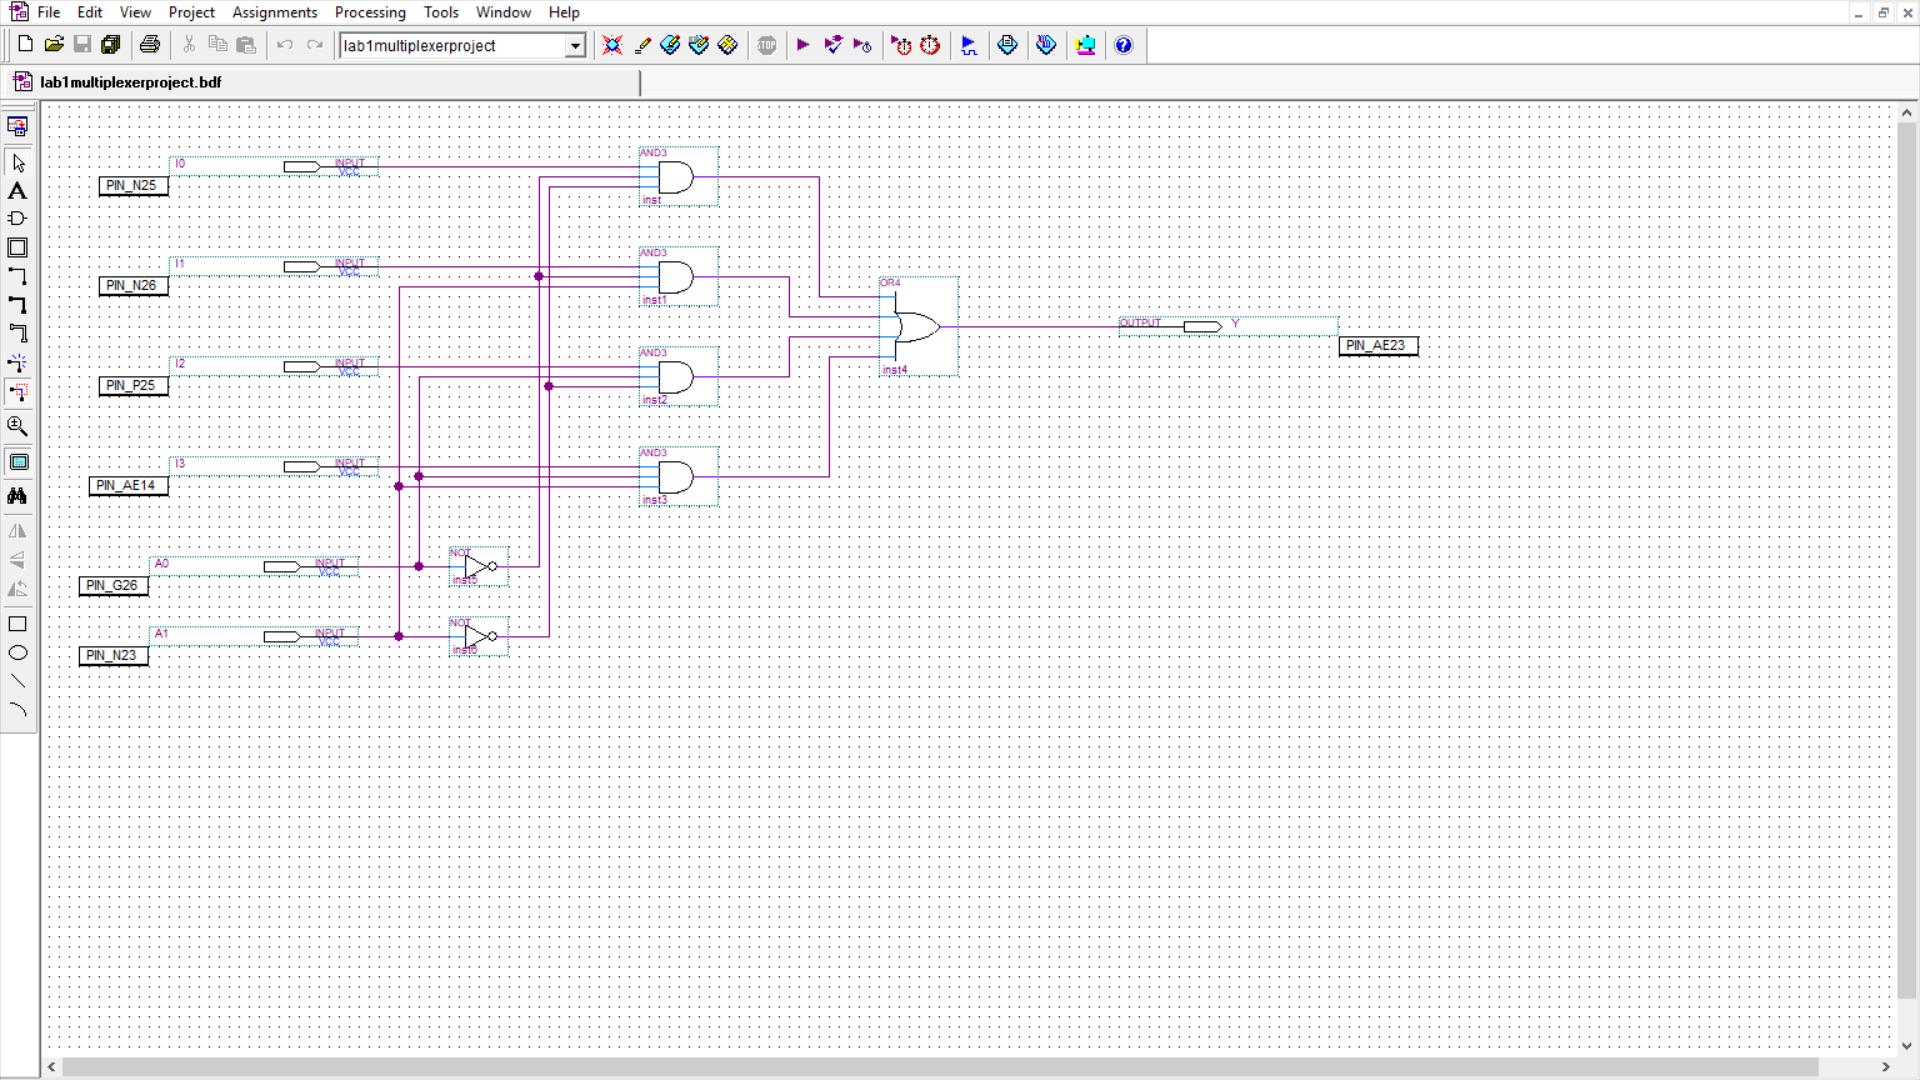 File Edit View Project Assignments Processing Tools Window Help
lab1multiplexerproject
STOP
lab1multiplexerproject.bdf
I0 INPUT VCC
PIN_N25
AND3
inst
I1 INPUT VCC
PIN_N26
AND3
inst1
OR4
inst4
OUTPUT Y
PIN_AE23
I2 INPUT VCC
PIN_P25
AND3
inst2
I3 INPUT VCC
PIN_AE14
AND3
inst3
A0 INPUT VCC
PIN_G26
NOT
inst5
A1 INPUT VCC
PIN_N23
NOT
inst6